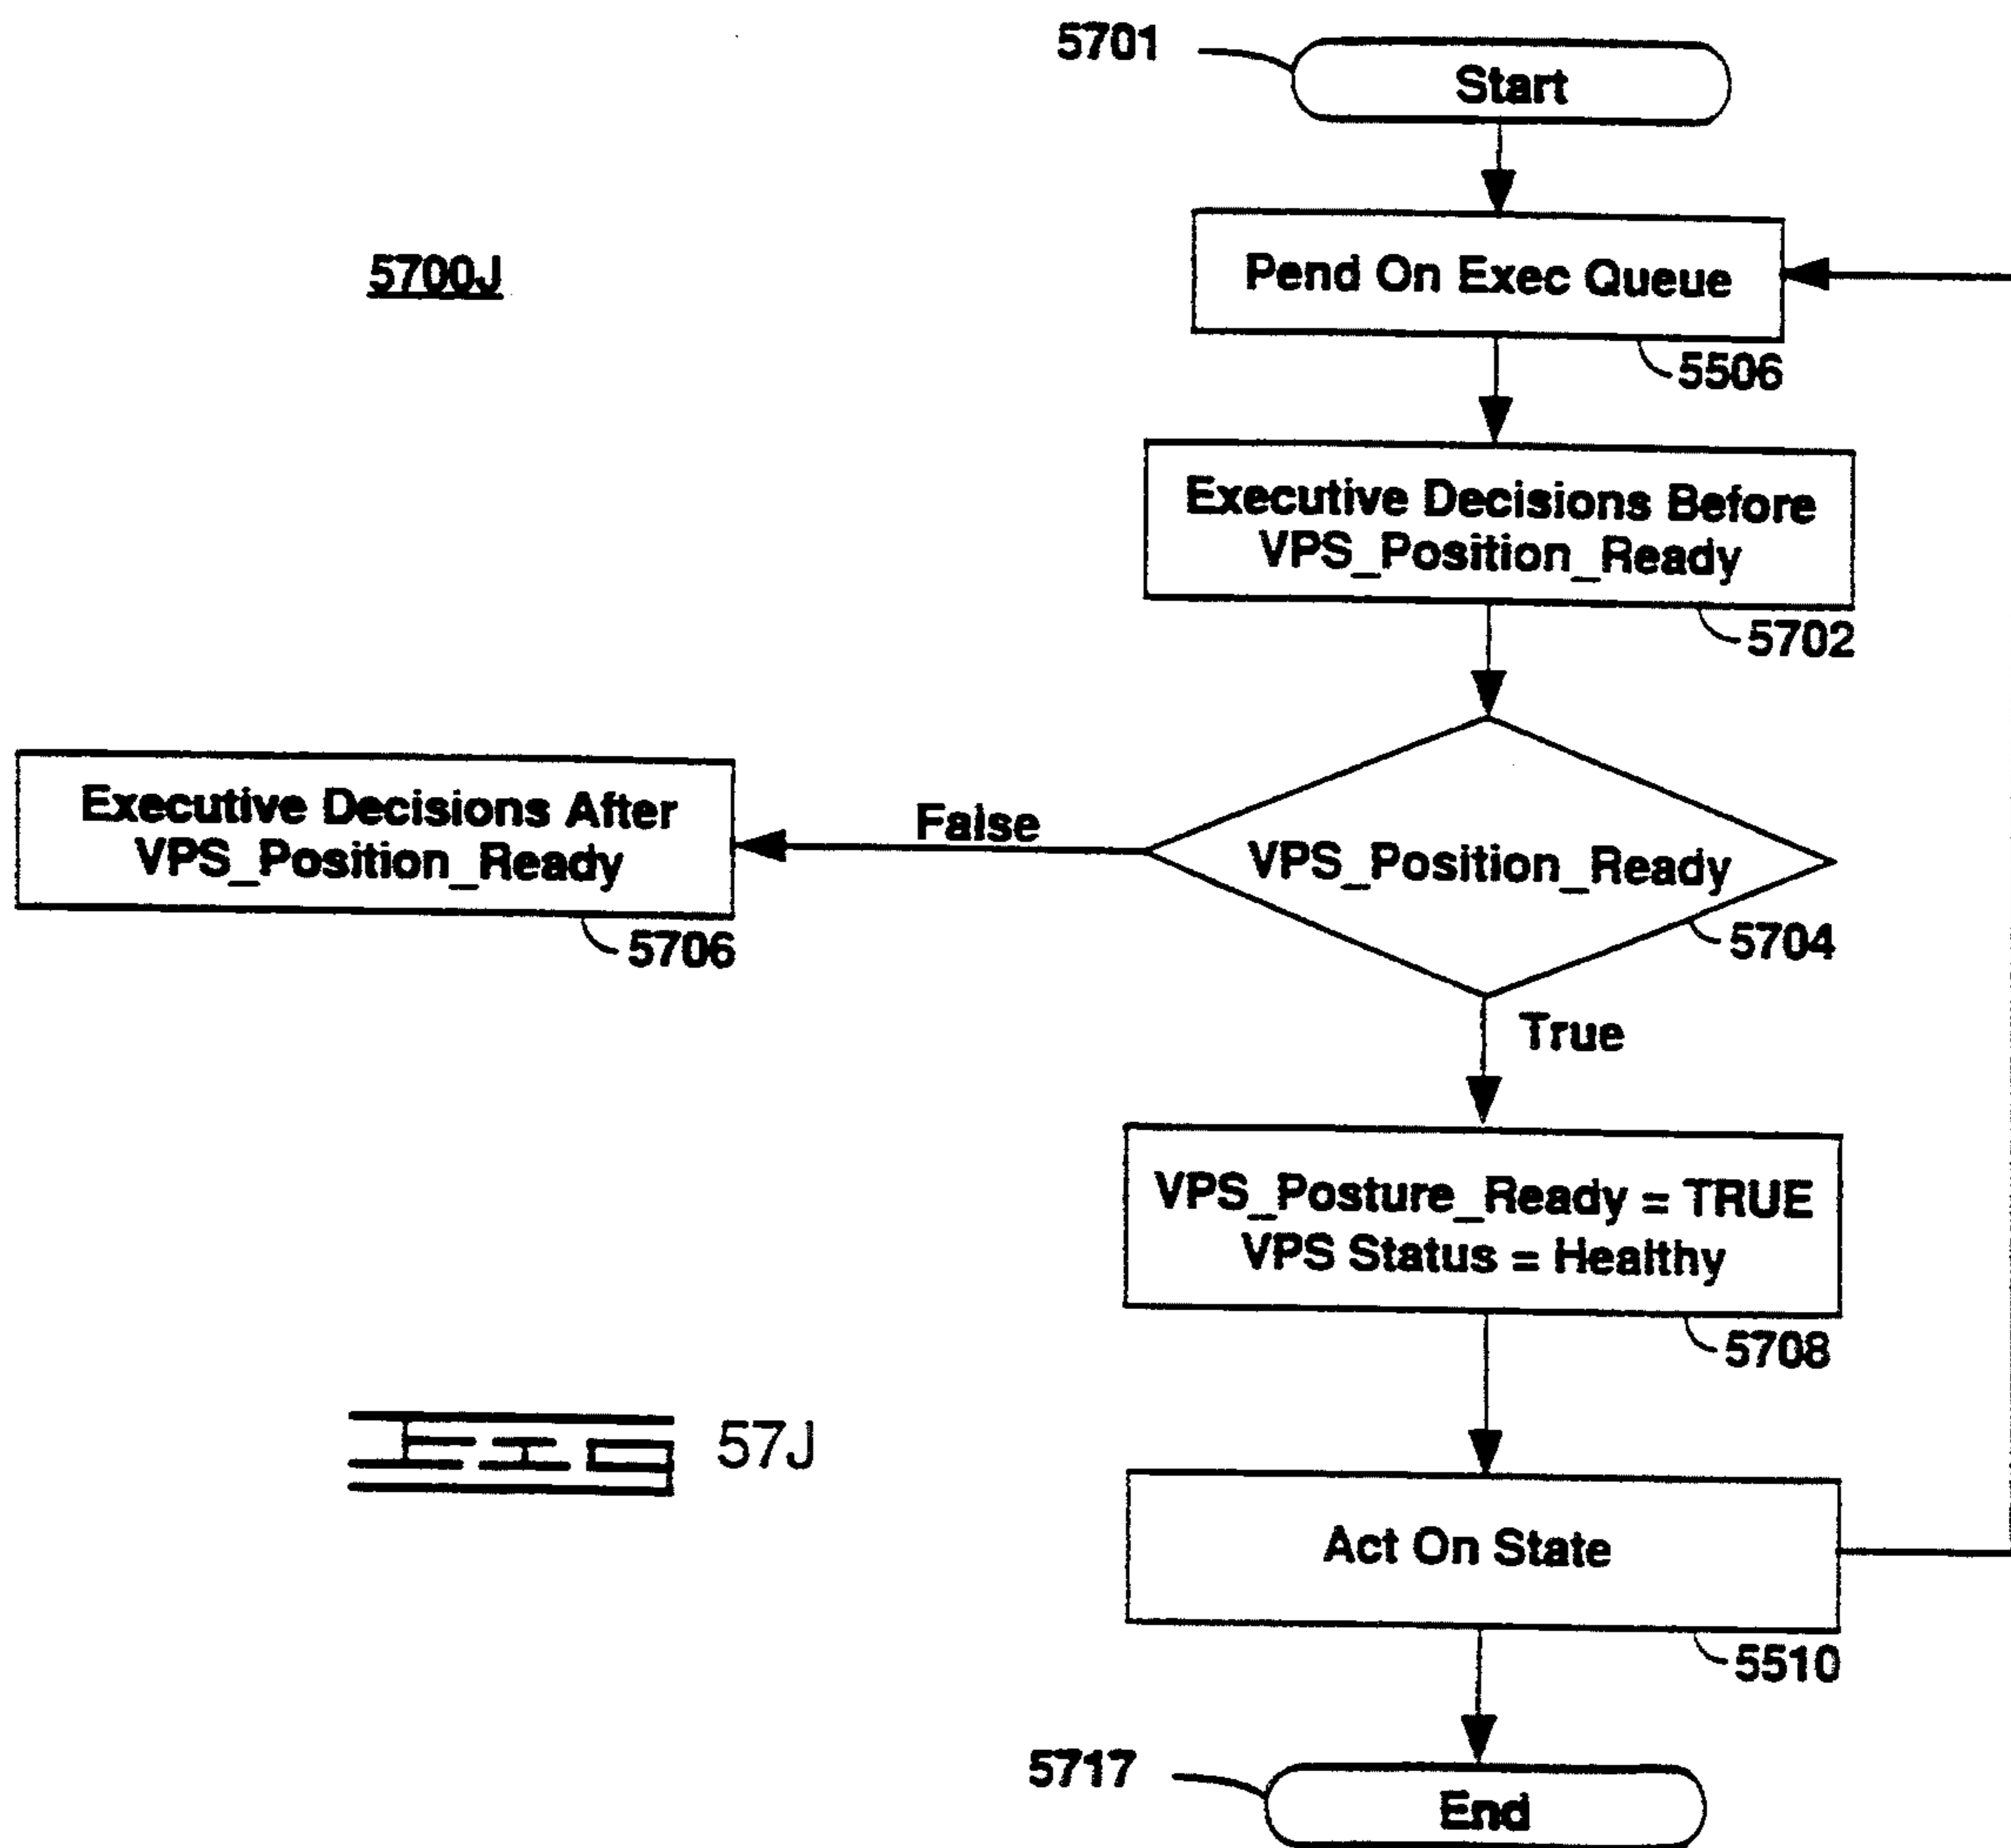 5701
Start
5700J
Pend On Exec Queue
5506
Executive Decisions Before
VPS_Position_Ready
5702
Executive Decisions After
VPS_Position_Ready
5706
False
VPS_Position_Ready
5704
True
VPS_Posture_Ready = TRUE
VPS Status = Healthy
5708
FIG 57J
Act On State
5510
5717
End